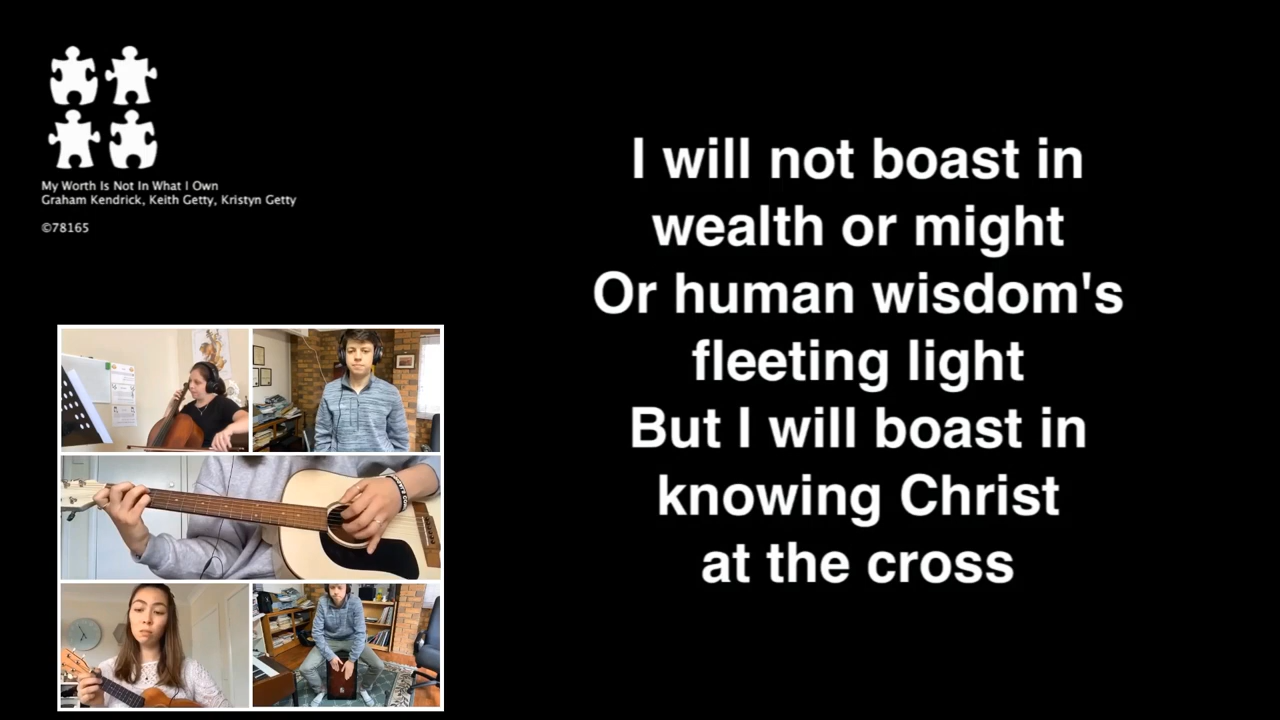 My Worth Is Not In What I Own
Graham Kendrick, Keith Getty, Kristyn Getty
©78165
I will not boast in
wealth or might
Or human wisdom's
fleeting light
But I will boast in
knowing Christ
at the cross